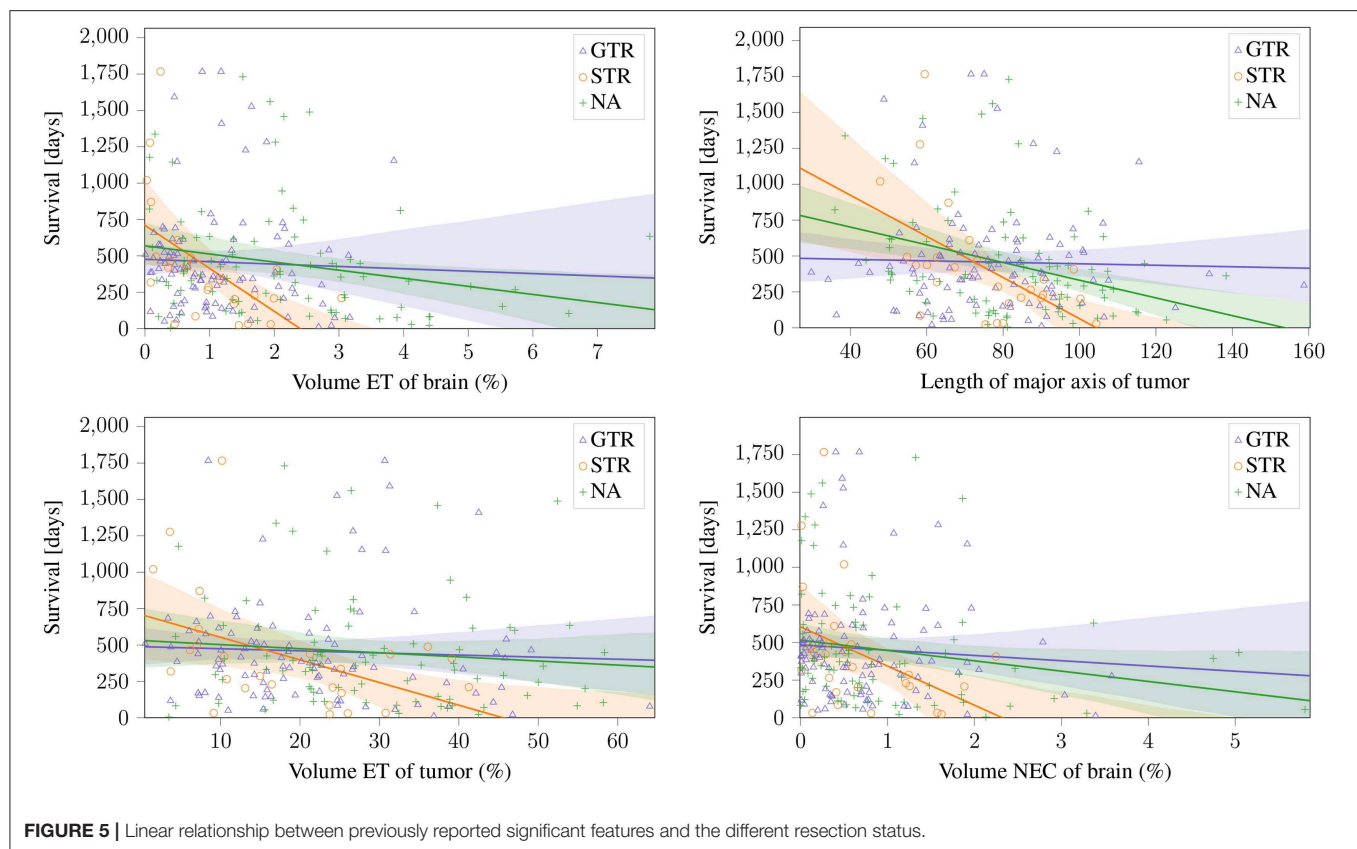 2,000
1,750
1,500
1,250
1,000
750
500
250
0
Survival [days]
GTR
STR
NA
0 1 2 3 4 5 6 7
Volume ET of brain (%)
2,000
1,750
1,500
1,250
1,000
750
500
250
0
Survival [days]
GTR
STR
NA
40 60 80 100 120 140 160
Length of major axis of tumor
2,000
1,750
1,500
1,250
1,000
750
500
250
0
Survival [days]
GTR
STR
NA
10 20 30 40 50 60
Volume ET of tumor (%)
1,750
1,500
1,250
1,000
750
500
250
0
Survival [days]
GTR
STR
NA
0 1 2 3 4 5
Volume NEC of brain (%)
FIGURE 5 | Linear relationship between previously reported significant features and the different resection status.